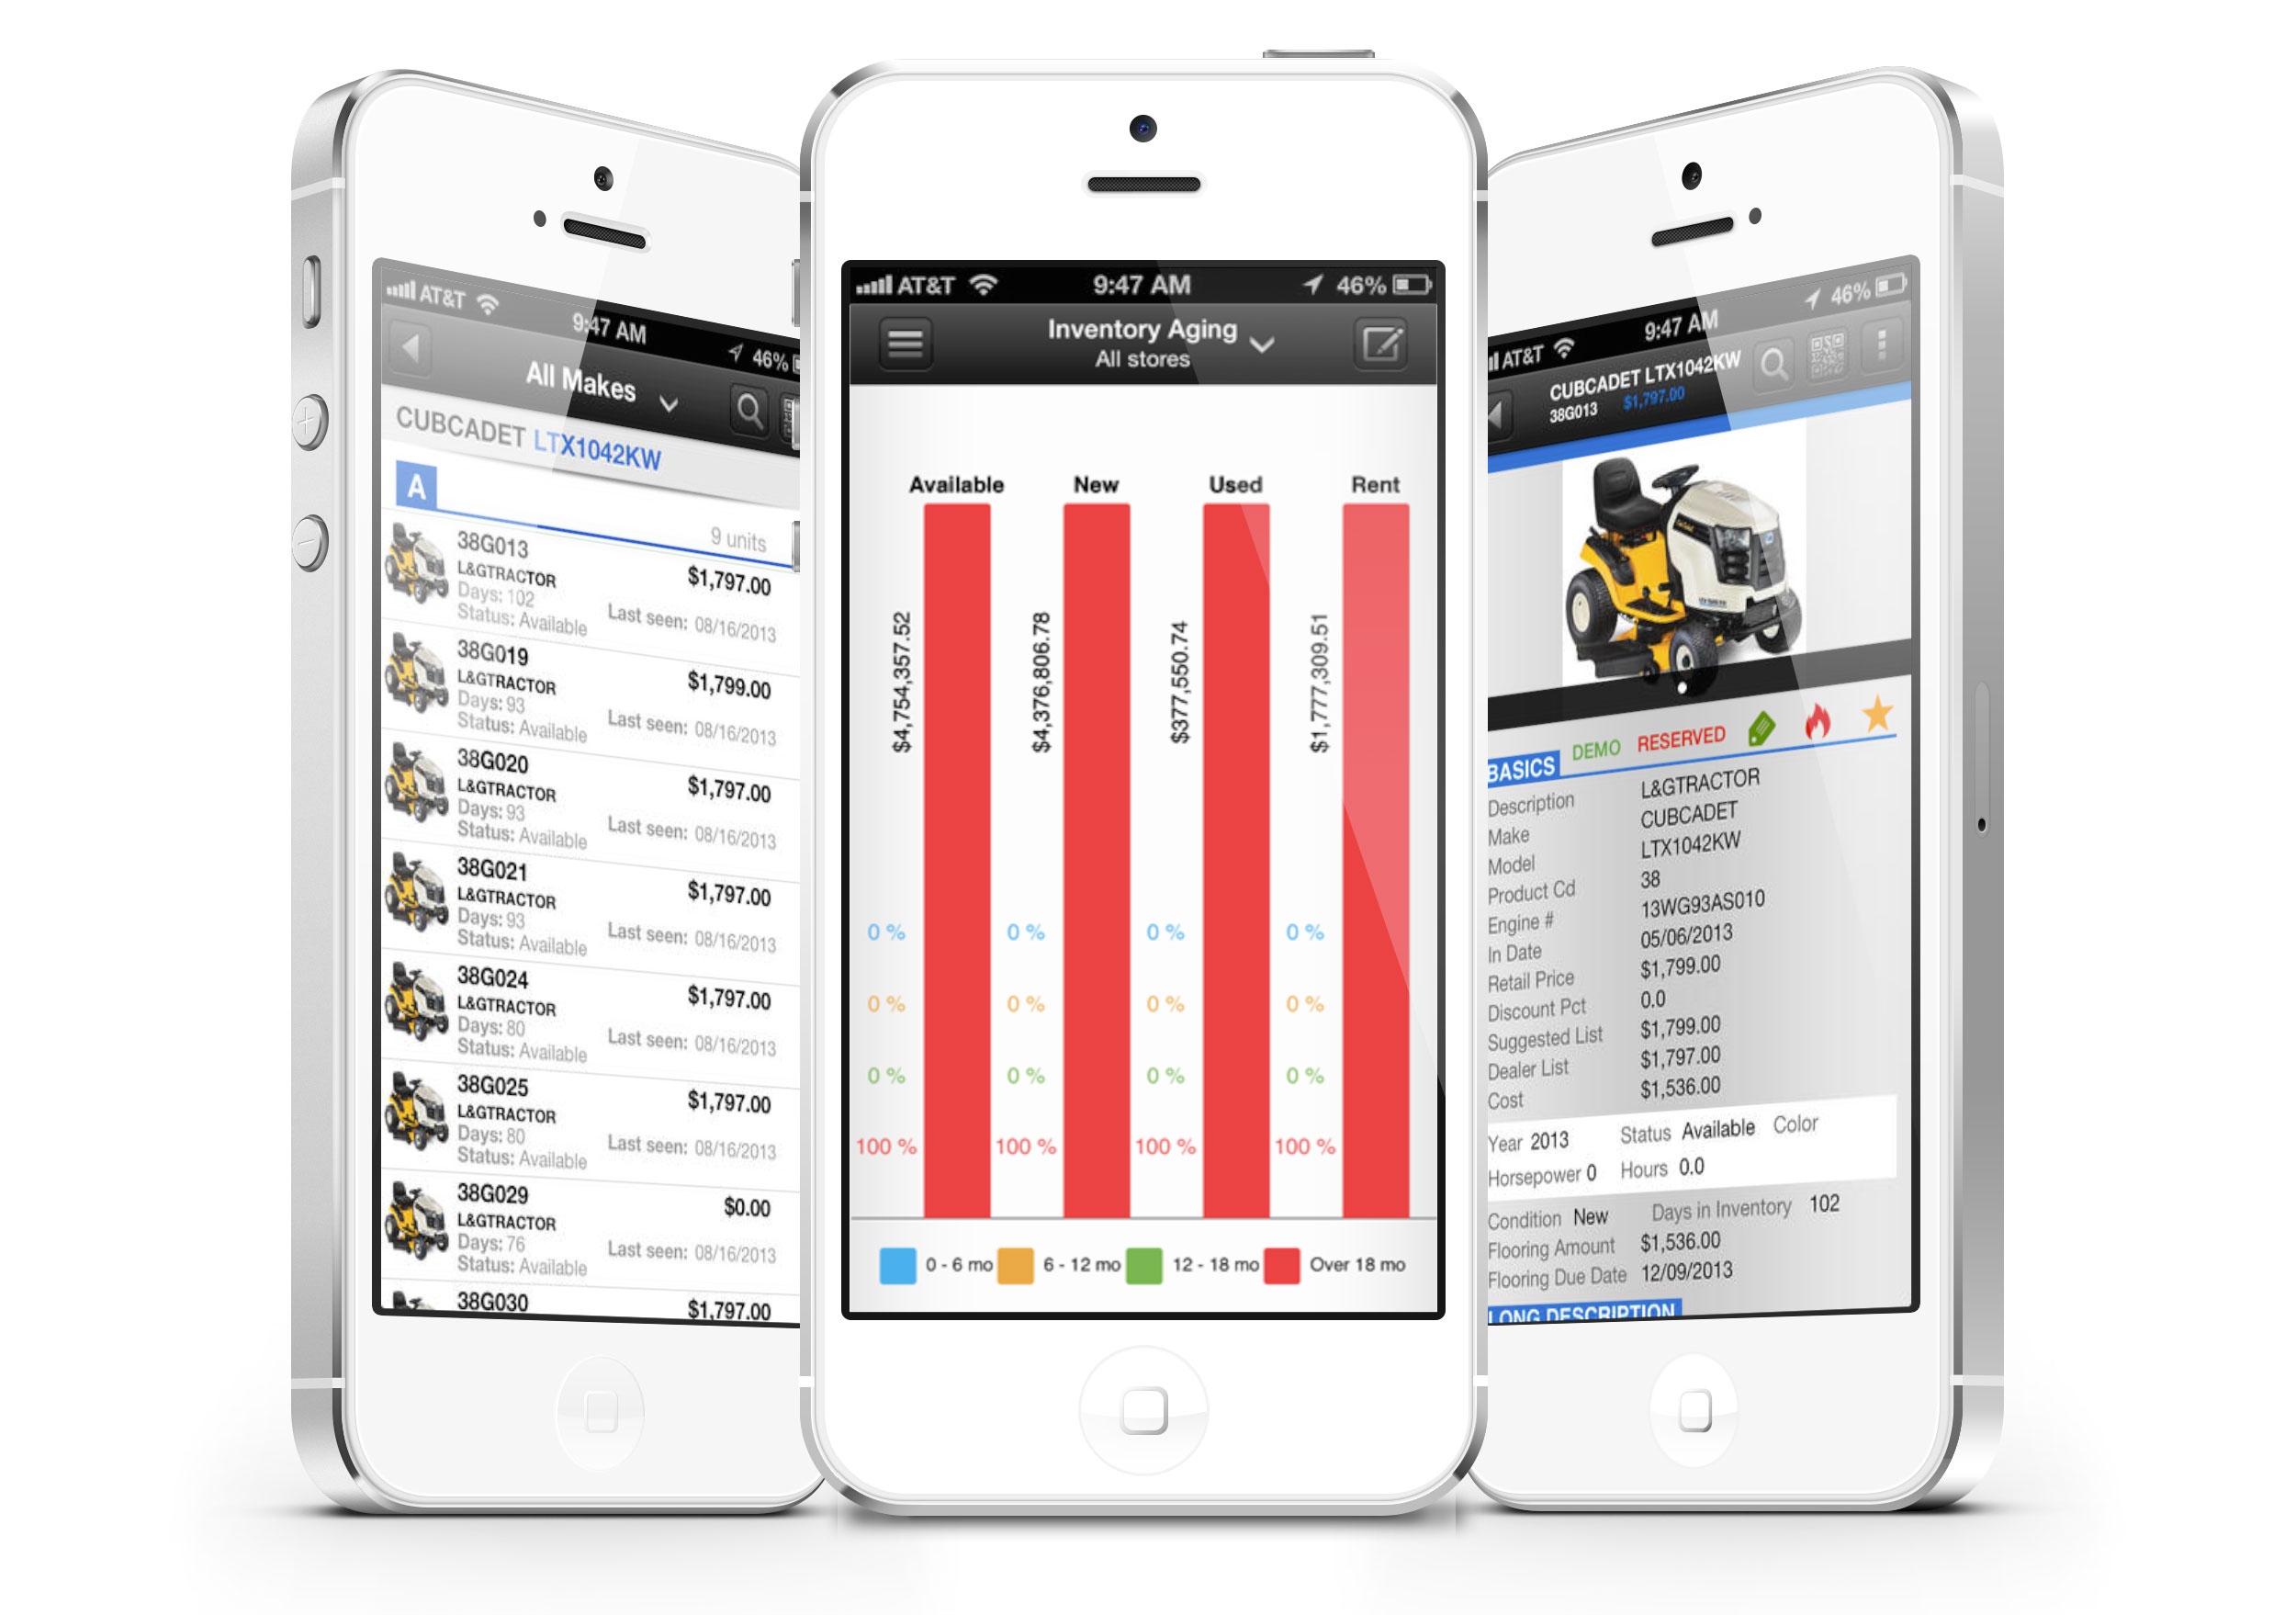 AT&T 9:47 AM 46%
All Makes
CUBCADET LTX1042KW
A
9 units
38G013
L&GTRACTOR $1,797.00
Days: 102
Status: Available Last seen: 08/16/2013
38G019
L&GTRACTOR $1,799.00
Days: 93
Status: Available Last seen: 08/16/2013
38G020
L&GTRACTOR $1,797.00
Days: 93
Status: Available Last seen: 08/16/2013
38G021
L&GTRACTOR $1,797.00
Days: 93
Status: Available Last seen: 08/16/2013
38G024
L&GTRACTOR $1,797.00
Days: 80
Status: Available Last seen: 08/16/2013
38G025
L&GTRACTOR $1,797.00
Days: 80
Status: Available Last seen: 08/16/2013
38G029
L&GTRACTOR $0.00
Days: 76
Status: Available Last seen: 08/16/2013
38G030 $1,797.00
AT&T 9:47 AM 46%
Inventory Aging
All stores
Available New Used Rent
$4,754,357.52 $4,376,806.78 $377,550.74 $1,777,309.51
0 % 0 % 0 % 0 %
0 % 0 % 0 % 0 %
0 % 0 % 0 % 0 %
100 % 100 % 100 % 100 %
0 - 6 mo 6 - 12 mo 12 - 18 mo Over 18 mo
AT&T 9:47 AM 46%
CUBCADET LTX1042KW
38G013 $1,797.00
BASICS DEMO RESERVED
Description L&GTRACTOR
Make CUBCADET
Model LTX1042KW
Product Cd 38
Engine # 13WG93AS010
In Date 05/06/2013
Retail Price $1,799.00
Discount Pct 0.0
Suggested List $1,799.00
Dealer List $1,797.00
Cost $1,536.00
Year 2013 Status Available Color
Horsepower 0 Hours 0.0
Condition New Days in Inventory 102
Flooring Amount $1,536.00
Flooring Due Date 12/09/2013
LONG DESCRIPTION